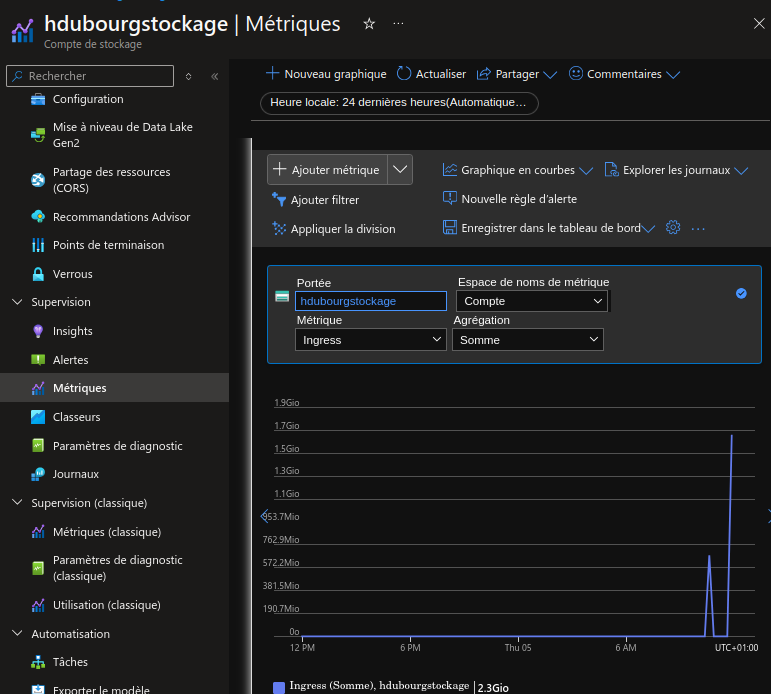 hdubourgstockage | Métriques
Compte de stockage
Rechercher
Configuration
Mise à niveau de Data Lake
Gen2
Partage des ressources
(CORS)
Recommandations Advisor
Points de terminaison
Verrous
Supervision
Insights
Alertes
Métriques
Classeurs
Paramètres de diagnostic
Journaux
Supervision (classique)
Métriques (classique)
Paramètres de diagnostic
(classique)
Utilisation (classique)
Automatisation
Tâches
Exporter le modèle
Nouveau graphique Actualiser Partager Commentaires
Heure locale: 24 dernières heures(Automatique…
Ajouter métrique Graphique en courbes Explorer les journaux
Ajouter filtrer Nouvelle règle d’alerte
Appliquer la division Enregistrer dans le tableau de bord
Portée Espace de noms de métrique
hdubourgstockage Compte
Métrique Agrégation
Ingress Somme
1.9Gio
1.7Gio
1.5Gio
1.3Gio
1.1Gio
953.7Mio
762.9Mio
572.2Mio
381.5Mio
190.7Mio
0o
12 PM 6 PM Thu 05 6 AM UTC+01:00
Ingress (Somme), hdubourgstockage | 2.3Gio